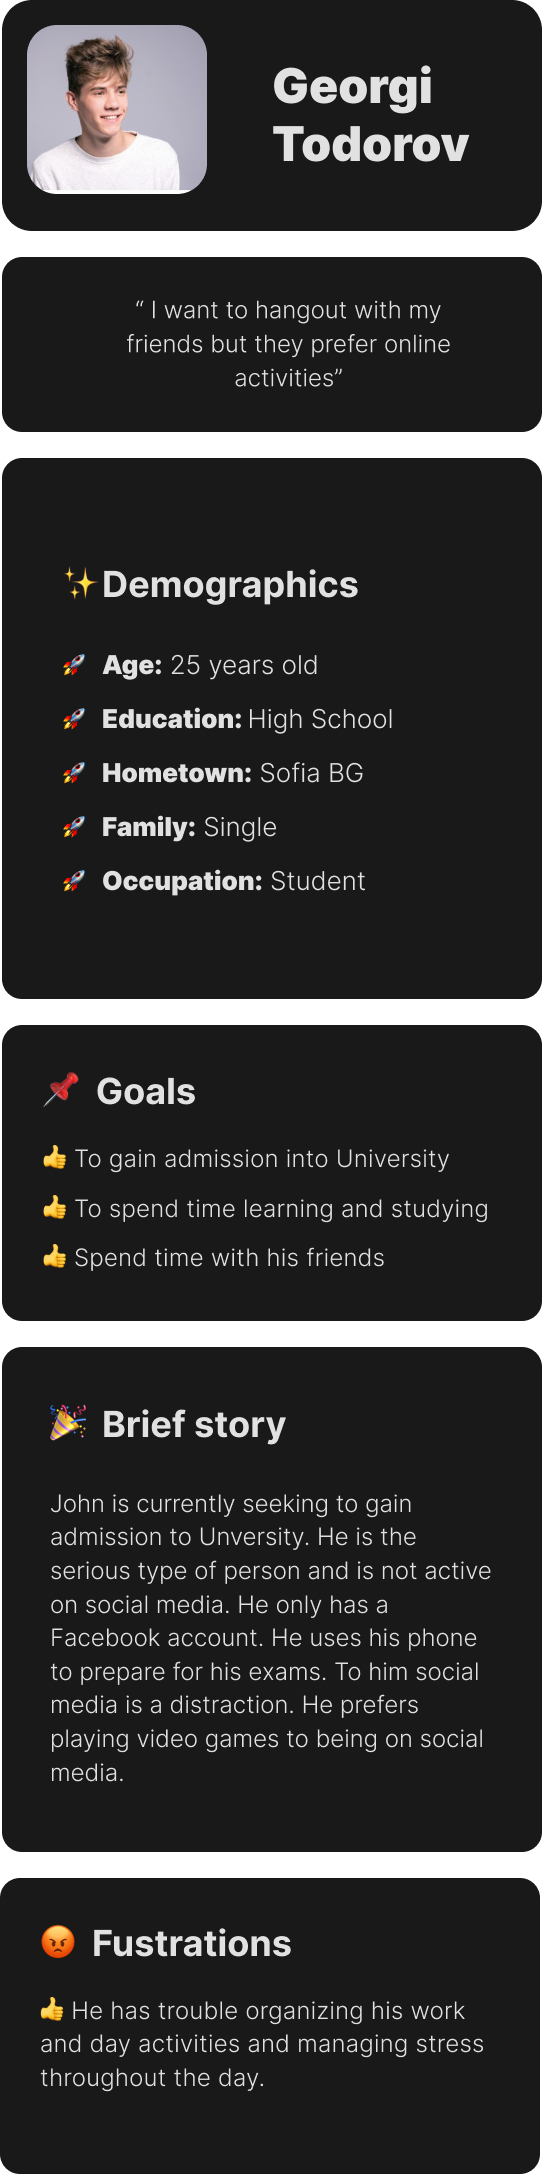 Georgi
Todorov
“ I want to hangout with my
friends but they prefer online
activities”
✨Demographics
🚀 Age: 25 years old
🚀 Education: High School
🚀 Hometown: Sofia BG
🚀 Family: Single
🚀 Occupation: Student
📌 Goals
👍 To gain admission into University
👍 To spend time learning and studying
👍 Spend time with his friends
🎉 Brief story
John is currently seeking to gain
admission to Unversity. He is the
serious type of person and is not active
on social media. He only has a
Facebook account. He uses his phone
to prepare for his exams. To him social
media is a distraction. He prefers
playing video games to being on social
media.
😡 Fustrations
👍 He has trouble organizing his work
and day activities and managing stress
throughout the day.